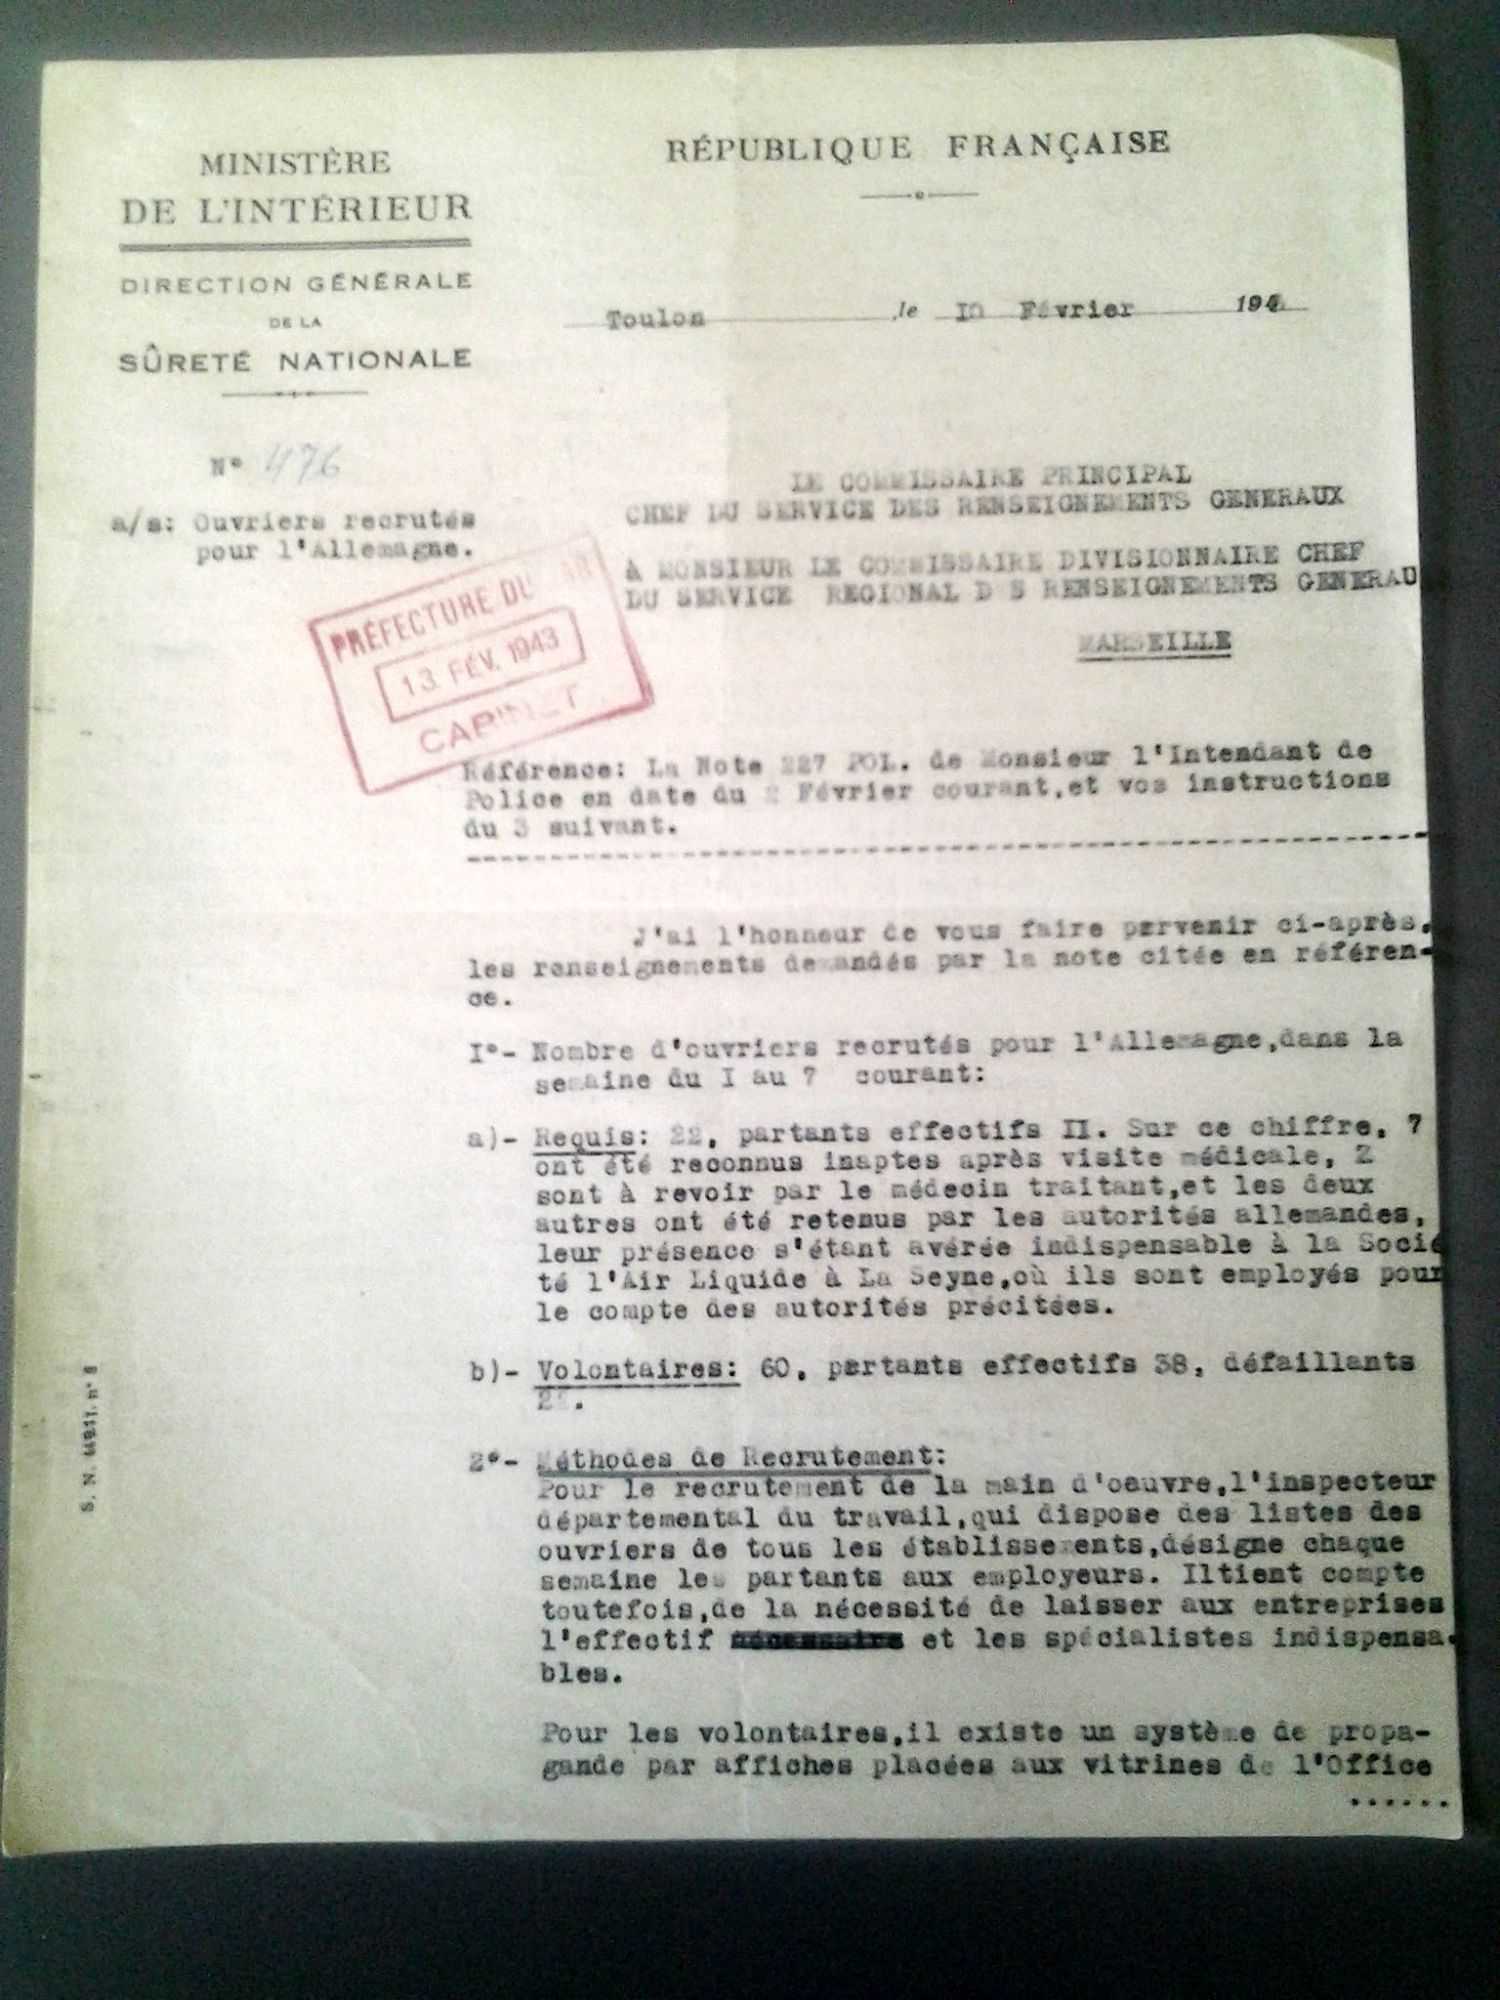 RÉPUBLIQUE FRANÇAISE
MINISTÈRE
DE L'INTÉRIEUR
DIRECTION GÉNÉRALE
DE LA
SÛRETÉ NATIONALE
Toulon ,le I0 Février 194
N° 476
a/s: Ouvriers recrutés
pour l'Allemagne.
LE COMMISSAIRE PRINCIPAL
CHEF DU SERVICE DES RENSEIGNEMENTS GENERAUX
A MONSIEUR LE COMMISSAIRE DIVISIONNAIRE CHEF
DU SERVICE REGIONAL D S RENSEIGNEMENTS GENERAU
MARSEILLE
PRÉFECTURE DU
13 FÉV. 1943
CABINET
Référence: La Note 227 POL. de Monsieur l'Intendant de
Police en date du 2 Février courant,et vos instructions
du 3 suivant.
J'ai l'honneur de vous faire parvenir ci-après,
les renseignements demandés par la note citée en référen-
ce.
I°- Nombre d'ouvriers recrutés pour l'Allemagne,dans la
semaine du I au 7 courant:
a)- Requis: 22, partants effectifs II. Sur ce chiffre, 7
ont été reconnus inaptes après visite médicale, 2
sont à revoir par le médecin traitant,et les deux
autres ont été retenus par les autorités allemandes,
leur présence s'étant avérée indispensable à la Socié
té l'Air Liquide à La Seyne,où ils sont employés pour
le compte des autorités précitées.
b)- Volontaires: 60, partants effectifs 38, défaillants
2°- Méthodes de Recrutement:
Pour le recrutement de la main d'oeuvre,l'inspecteur
départemental du travail,qui dispose des listes des
ouvriers de tous les établissements,désigne chaque
semaine les partants aux employeurs. Iltient compte
toutefois,de la nécessité de laisser aux entreprises
l'effectif et les spécialistes indispensa-
bles.
Pour les volontaires,il existe un système de propa-
gande par affiches placées aux vitrines de l'Office
......